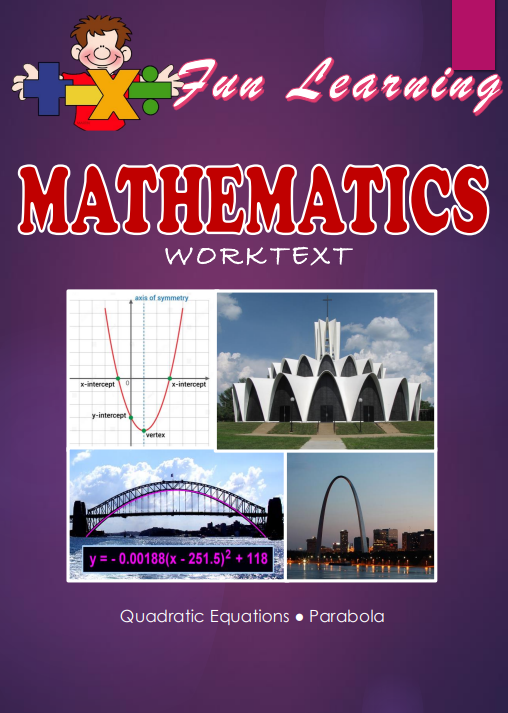 Fun Learning
MATHEMATICS
WORKTEXT
axis of symmetry
x-intercept
0
x-intercept
y-intercept
vertex
y = - 0.00188(x - 251.5)² + 118
Quadratic Equations ● Parabola